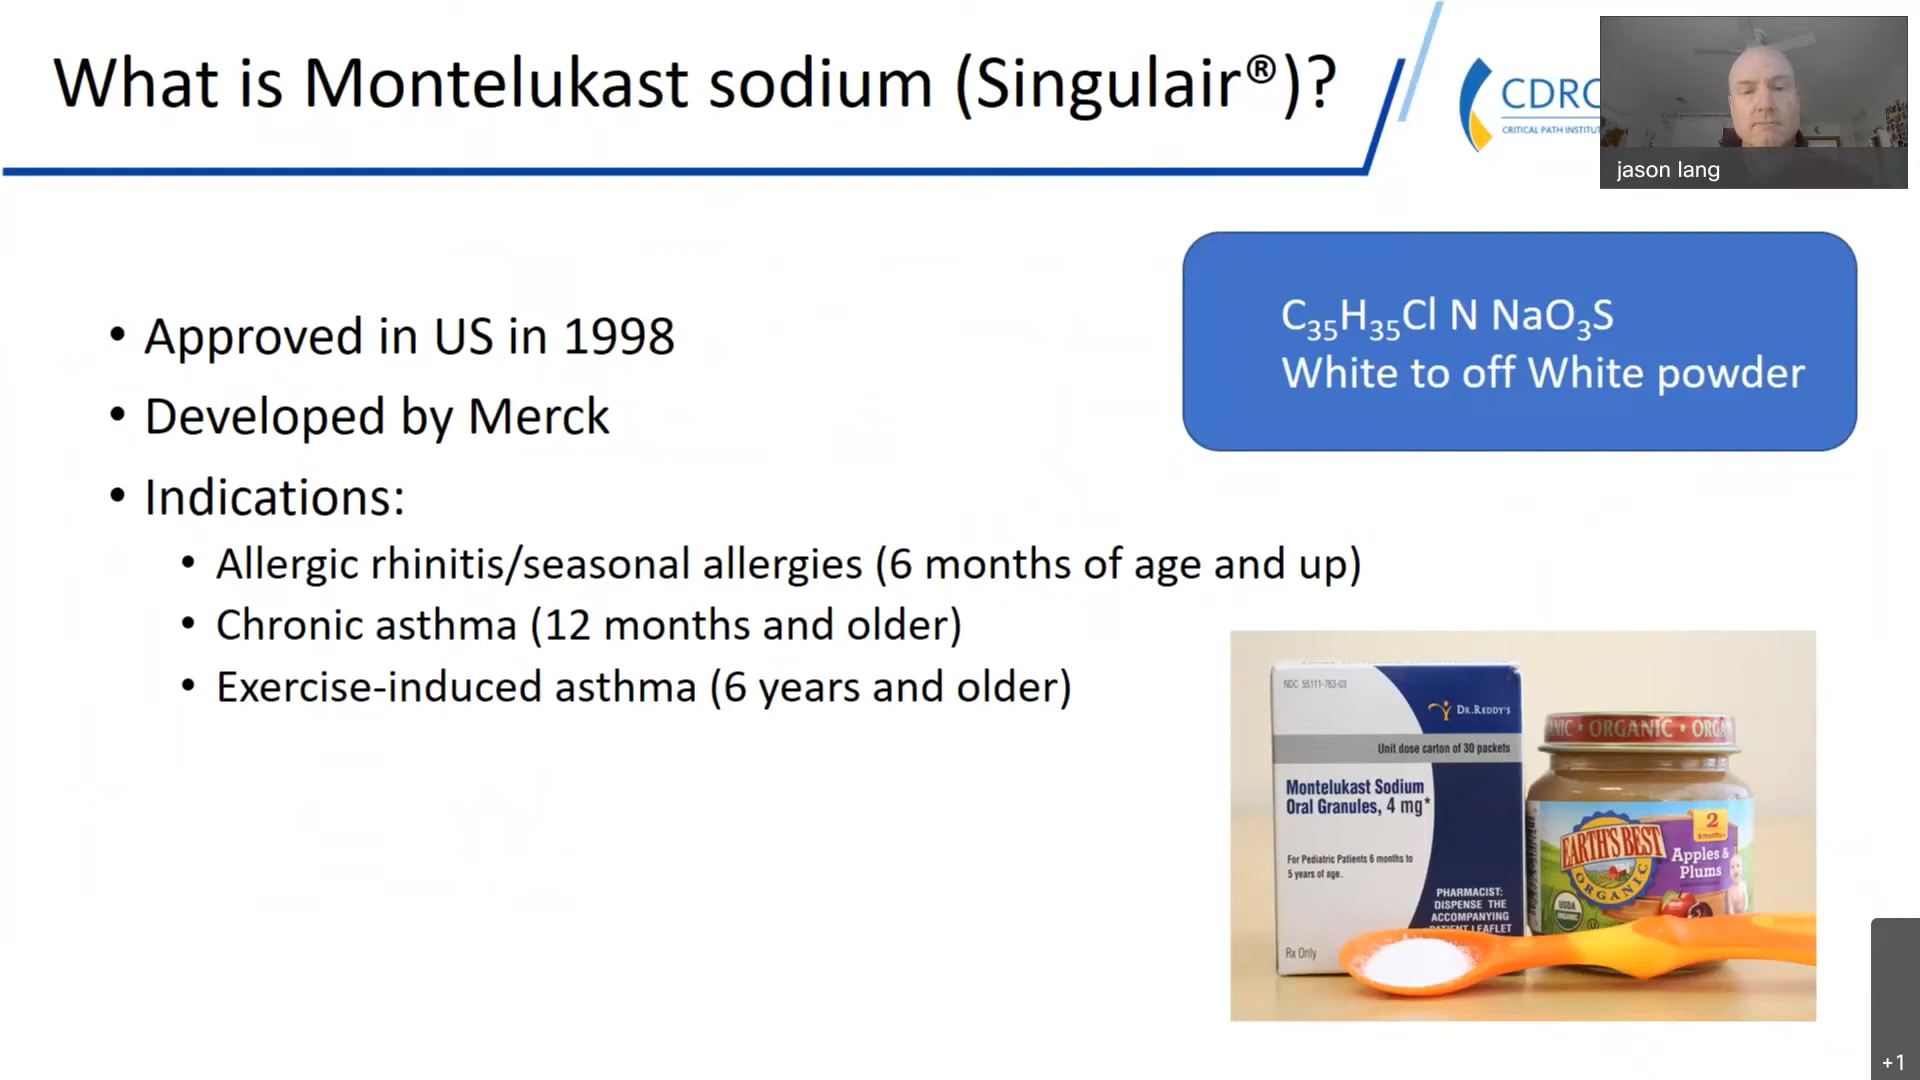 What is Montelukast sodium (Singulair®)?
CDRC
CRITICAL PATH INSTITU
jason lang
C35H35Cl N NaO3S
White to off White powder
• Approved in US in 1998
• Developed by Merck
• Indications:
• Allergic rhinitis/seasonal allergies (6 months of age and up)
• Chronic asthma (12 months and older)
• Exercise-induced asthma (6 years and older)
NDC 55111-763-03
DR.REDDY'S
Unit dose carton of 30 packets
Montelukast Sodium
Oral Granules, 4 mg*
For Pediatric Patients 6 months to
5 years of age.
PHARMACIST:
DISPENSE THE
ACCOMPANYING
PATIENT LEAFLET
Rx Only
NIC • ORGANIC • ORGA
2
EARTH'S BEST
ORGANIC
Apples &
Plums
USDA
ORGANIC
+1